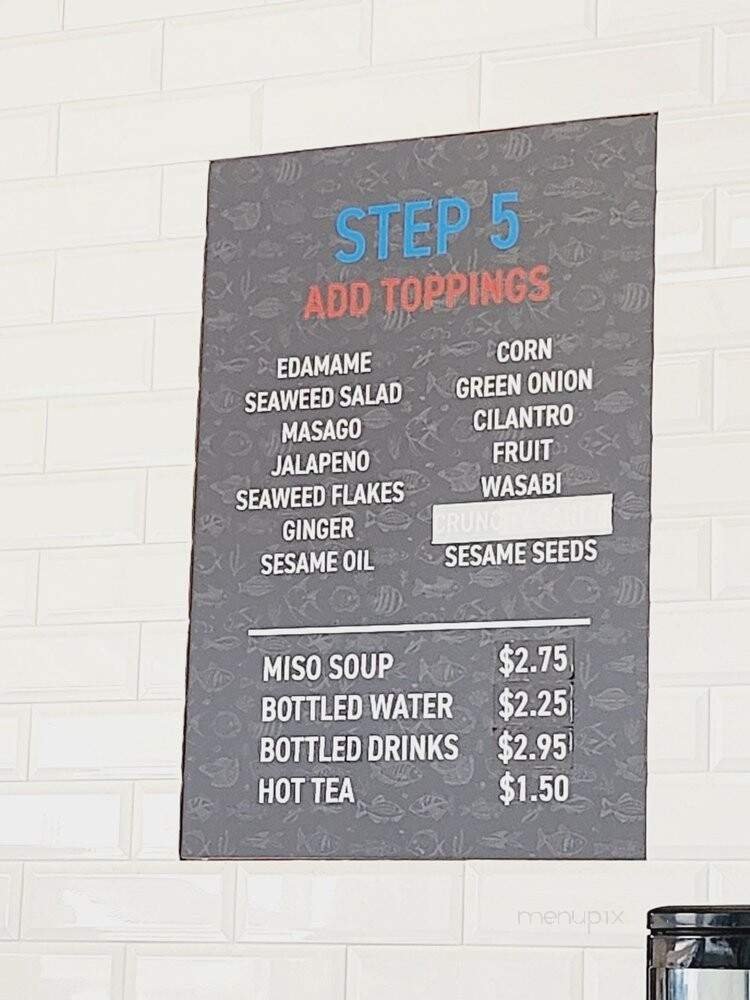 STEP 5
ADD TOPPINGS
EDAMAME
SEAWEED SALAD
MASAGO
JALAPENO
SEAWEED FLAKES
GINGER
SESAME OIL
CORN
GREEN ONION
CILANTRO
FRUIT
WASABI
SESAME SEEDS
MISO SOUP $2.75
BOTTLED WATER $2.25
BOTTLED DRINKS $2.95
HOT TEA $1.50
menupix